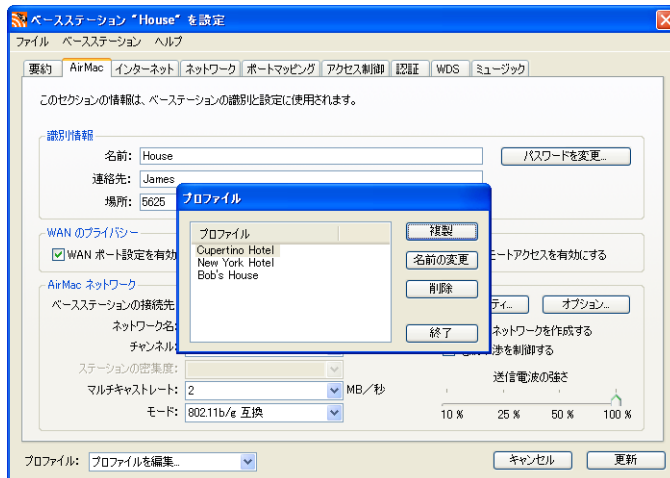 ベースステーション "House" を設定
ファイル ベースステーション ヘルプ
要約 AirMac インターネット ネットワーク ポートマッピング アクセス制御 認証 WDS ミュージック
このセクションの情報は、ベーステーションの識別と設定に使用されます。
識別情報
名前: House
パスワードを変更...
連絡先: James
場所: 5625
プロファイル
プロファイル
Cupertino Hotel
New York Hotel
Bob's House
複製
名前の変更
削除
終了
WAN のプライバシー
WAN ポート設定を有効
モートアクセスを有効にする
AirMac ネットワーク
ベースステーションの接続先
ティ... オプション...
ネットワーク名:
ネットワークを作成する
チャンネル:
渉を制御する
ステーションの密集度:
送信電波の強さ
マルチキャストレート: 2 MB／秒
モード: 802.11b/g 互換
10 % 25 % 50 % 100 %
プロファイル: プロファイルを編集...
キャンセル 更新